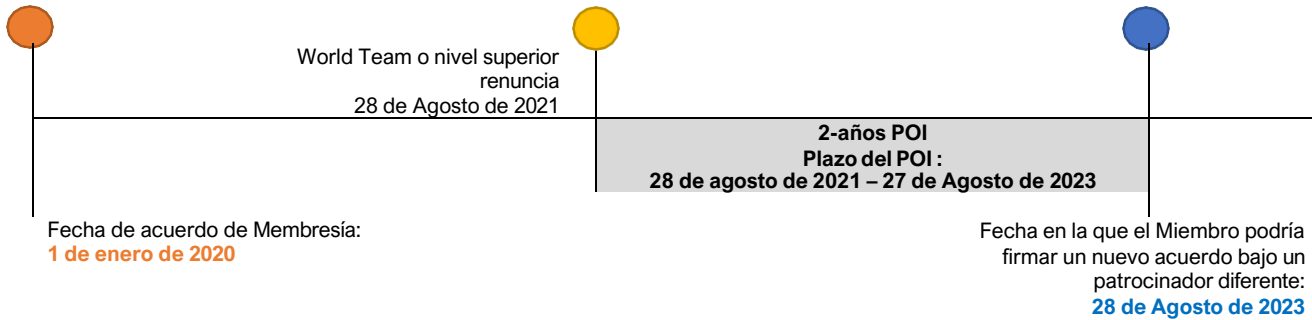 World Team o nivel superior
renuncia
28 de Agosto de 2021
2-años POI
Plazo del POI :
28 de agosto de 2021 – 27 de Agosto de 2023
Fecha de acuerdo de Membresía:
1 de enero de 2020
Fecha en la que el Miembro podría
firmar un nuevo acuerdo bajo un
patrocinador diferente:
28 de Agosto de 2023